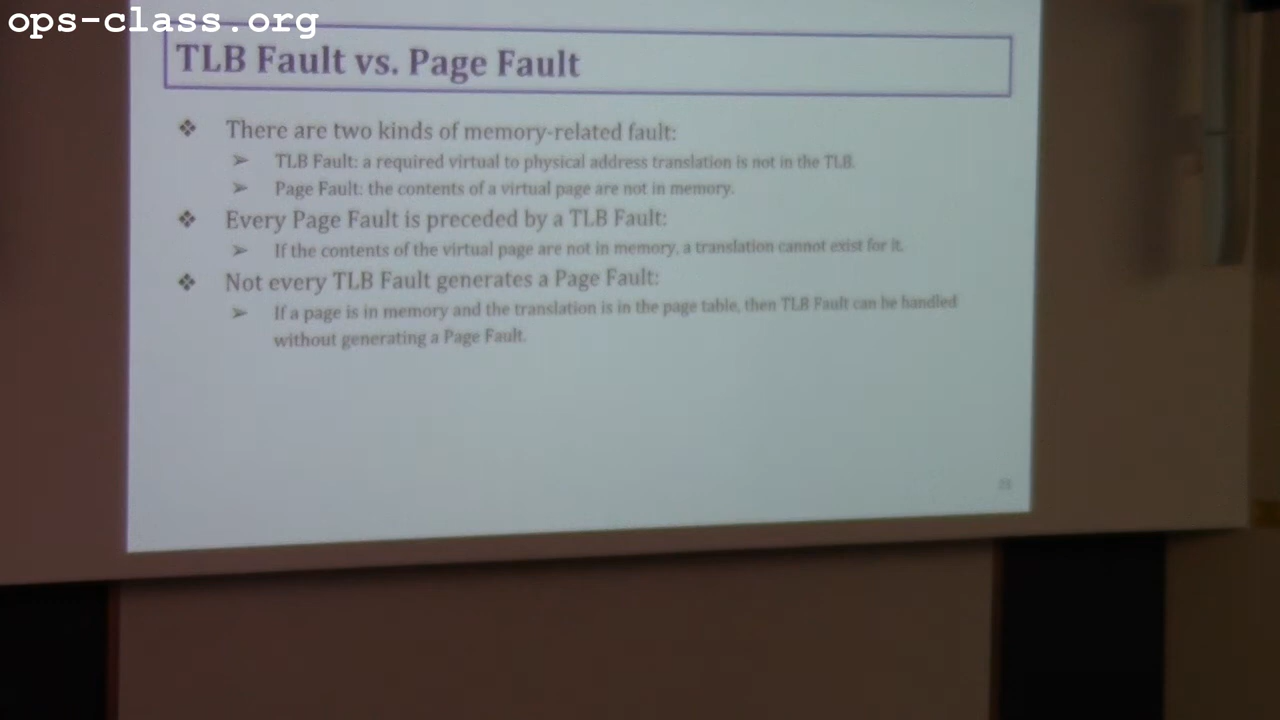 ops-class.org
TLB Fault vs. Page Fault
❖ There are two kinds of memory-related fault:
➢ TLB Fault: a required virtual to physical address translation is not in the TLB.
➢ Page Fault: the contents of a virtual page are not in memory.
❖ Every Page Fault is preceded by a TLB Fault:
➢ If the contents of the virtual page are not in memory, a translation cannot exist for it.
❖ Not every TLB Fault generates a Page Fault:
➢ If a page is in memory and the translation is in the page table, then TLB Fault can be handled
without generating a Page Fault.